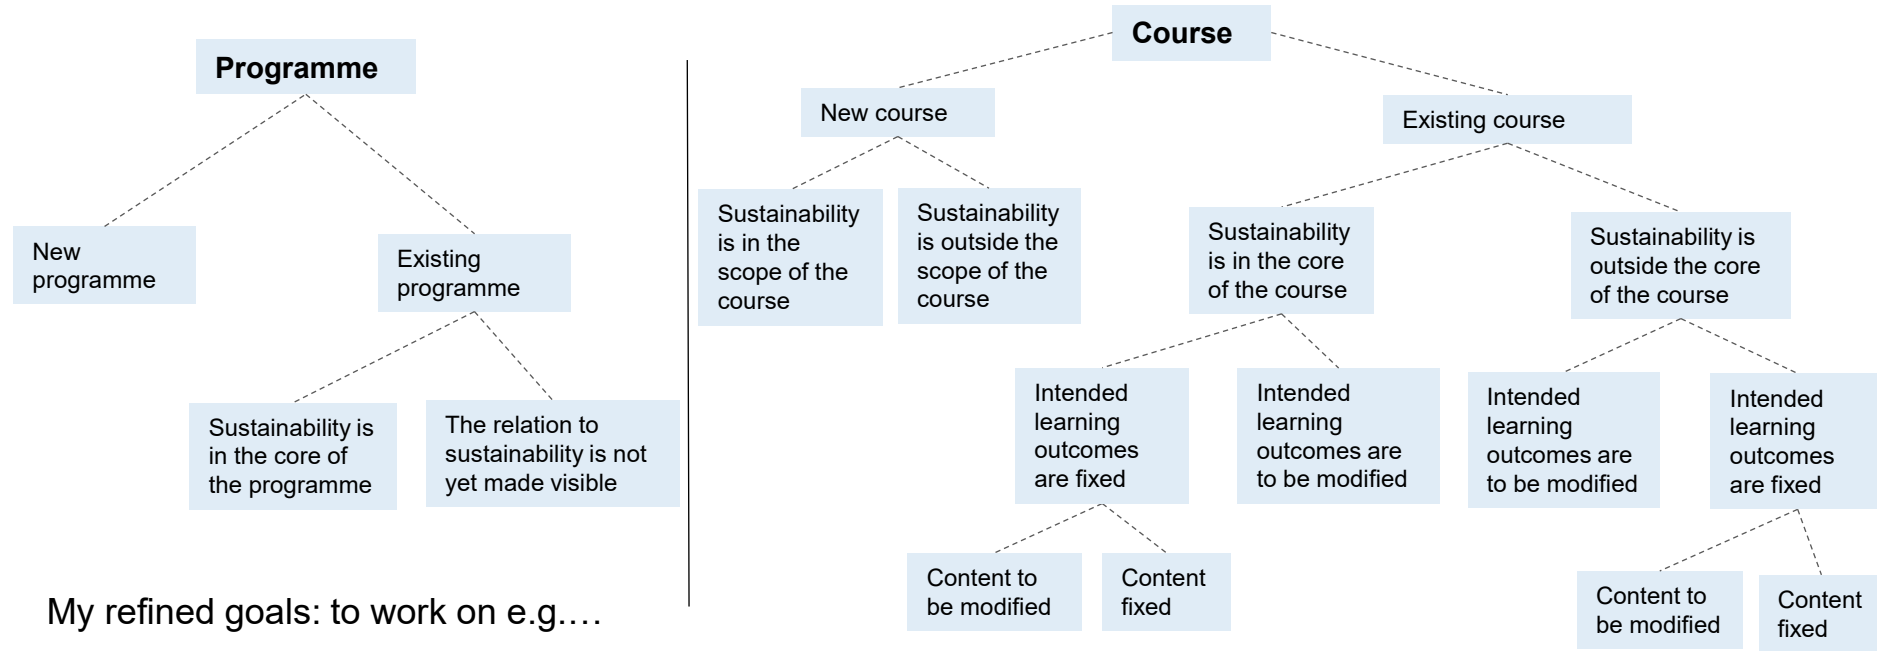 Programme
New
programme
Existing
programme
Sustainability is
in the core of
the programme
The relation to
sustainability is not
yet made visible
My refined goals: to work on e.g.…
Course
New course
Existing course
Sustainability
is in the
scope of the
course
Sustainability
is outside the
scope of the
course
Sustainability
is in the core
of the course
Sustainability is
outside the core
of the course
Intended
learning
outcomes
are fixed
Intended
learning
outcomes are
to be modified
Intended
learning
outcomes are
to be modified
Intended
learning
outcomes
are fixed
Content to
be modified
Content
fixed
Content to
be modified
Content
fixed